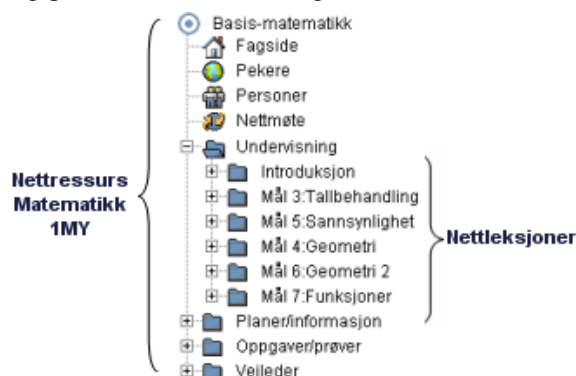 Basis-matematikk
Fagside
Pekere
Personer
Nettmøte
Undervisning
Introduksjon
Mål 3:Tallbehandling
Mål 5:Sannsynlighet
Mål 4:Geometri
Mål 6:Geometri 2
Mål 7:Funksjoner
Planer/informasjon
Oppgaver/prøver
Veileder
Nettressurs
Matematikk
1MY
Nettleksjoner